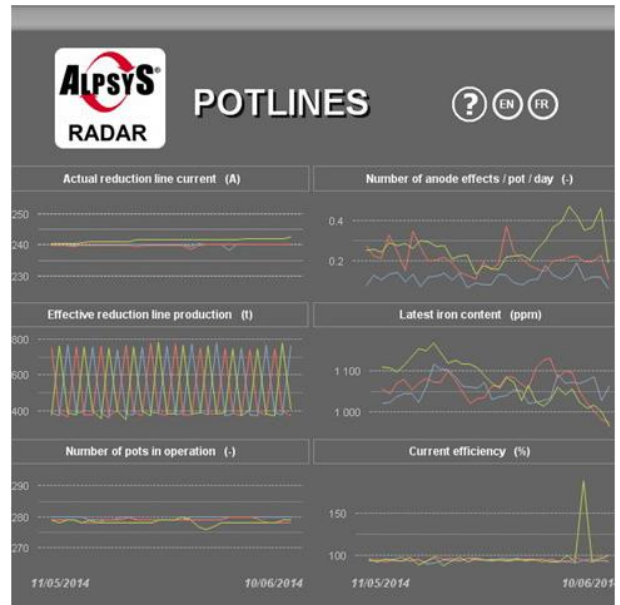 ALPSYS®
RADAR
POTLINES
? EN FR
Actual reduction line current (A)
250
240
230
Number of anode effects / pot / day (-)
0.4
0.2
Effective reduction line production (t)
800
600
400
Latest iron content (ppm)
1 100
1 000
Number of pots in operation (-)
290
280
270
Current efficiency (%)
150
100
11/05/2014
10/06/2014
11/05/2014
10/06/201